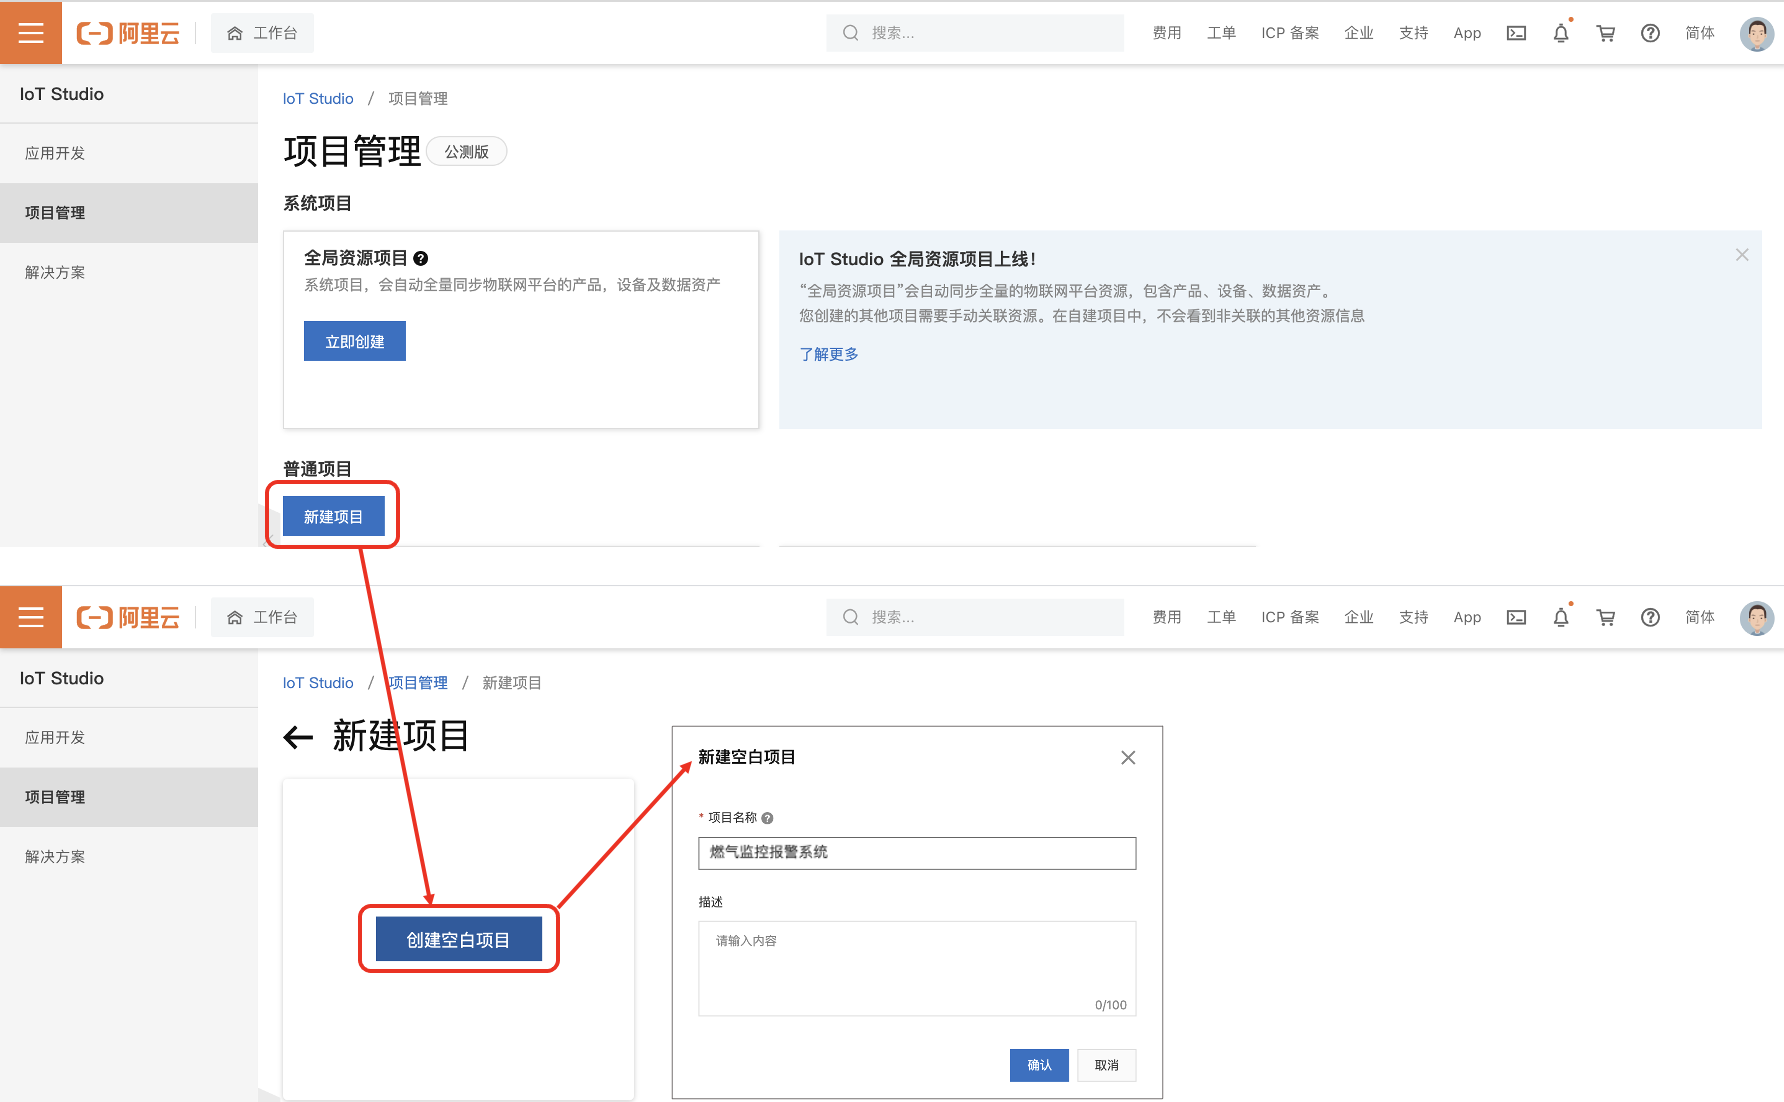 阿里云
工作台
搜索...
费用 工单 ICP 备案 企业 支持 App 简体
IoT Studio
应用开发
项目管理
解决方案
IoT Studio / 项目管理
项目管理 公测版
系统项目
全局资源项目
系统项目，会自动全量同步物联网平台的产品，设备及数据资产
立即创建
IoT Studio 全局资源项目上线！
“全局资源项目”会自动同步全量的物联网平台资源，包含产品、设备、数据资产。
您创建的其他项目需要手动关联资源。在自建项目中，不会看到非关联的其他资源信息
了解更多
普通项目
新建项目
阿里云
工作台
搜索...
费用 工单 ICP 备案 企业 支持 App 简体
IoT Studio
应用开发
项目管理
解决方案
IoT Studio / 项目管理 / 新建项目
新建项目
创建空白项目
新建空白项目
* 项目名称
燃气监控报警系统
描述
请输入内容
0/100
确认 取消